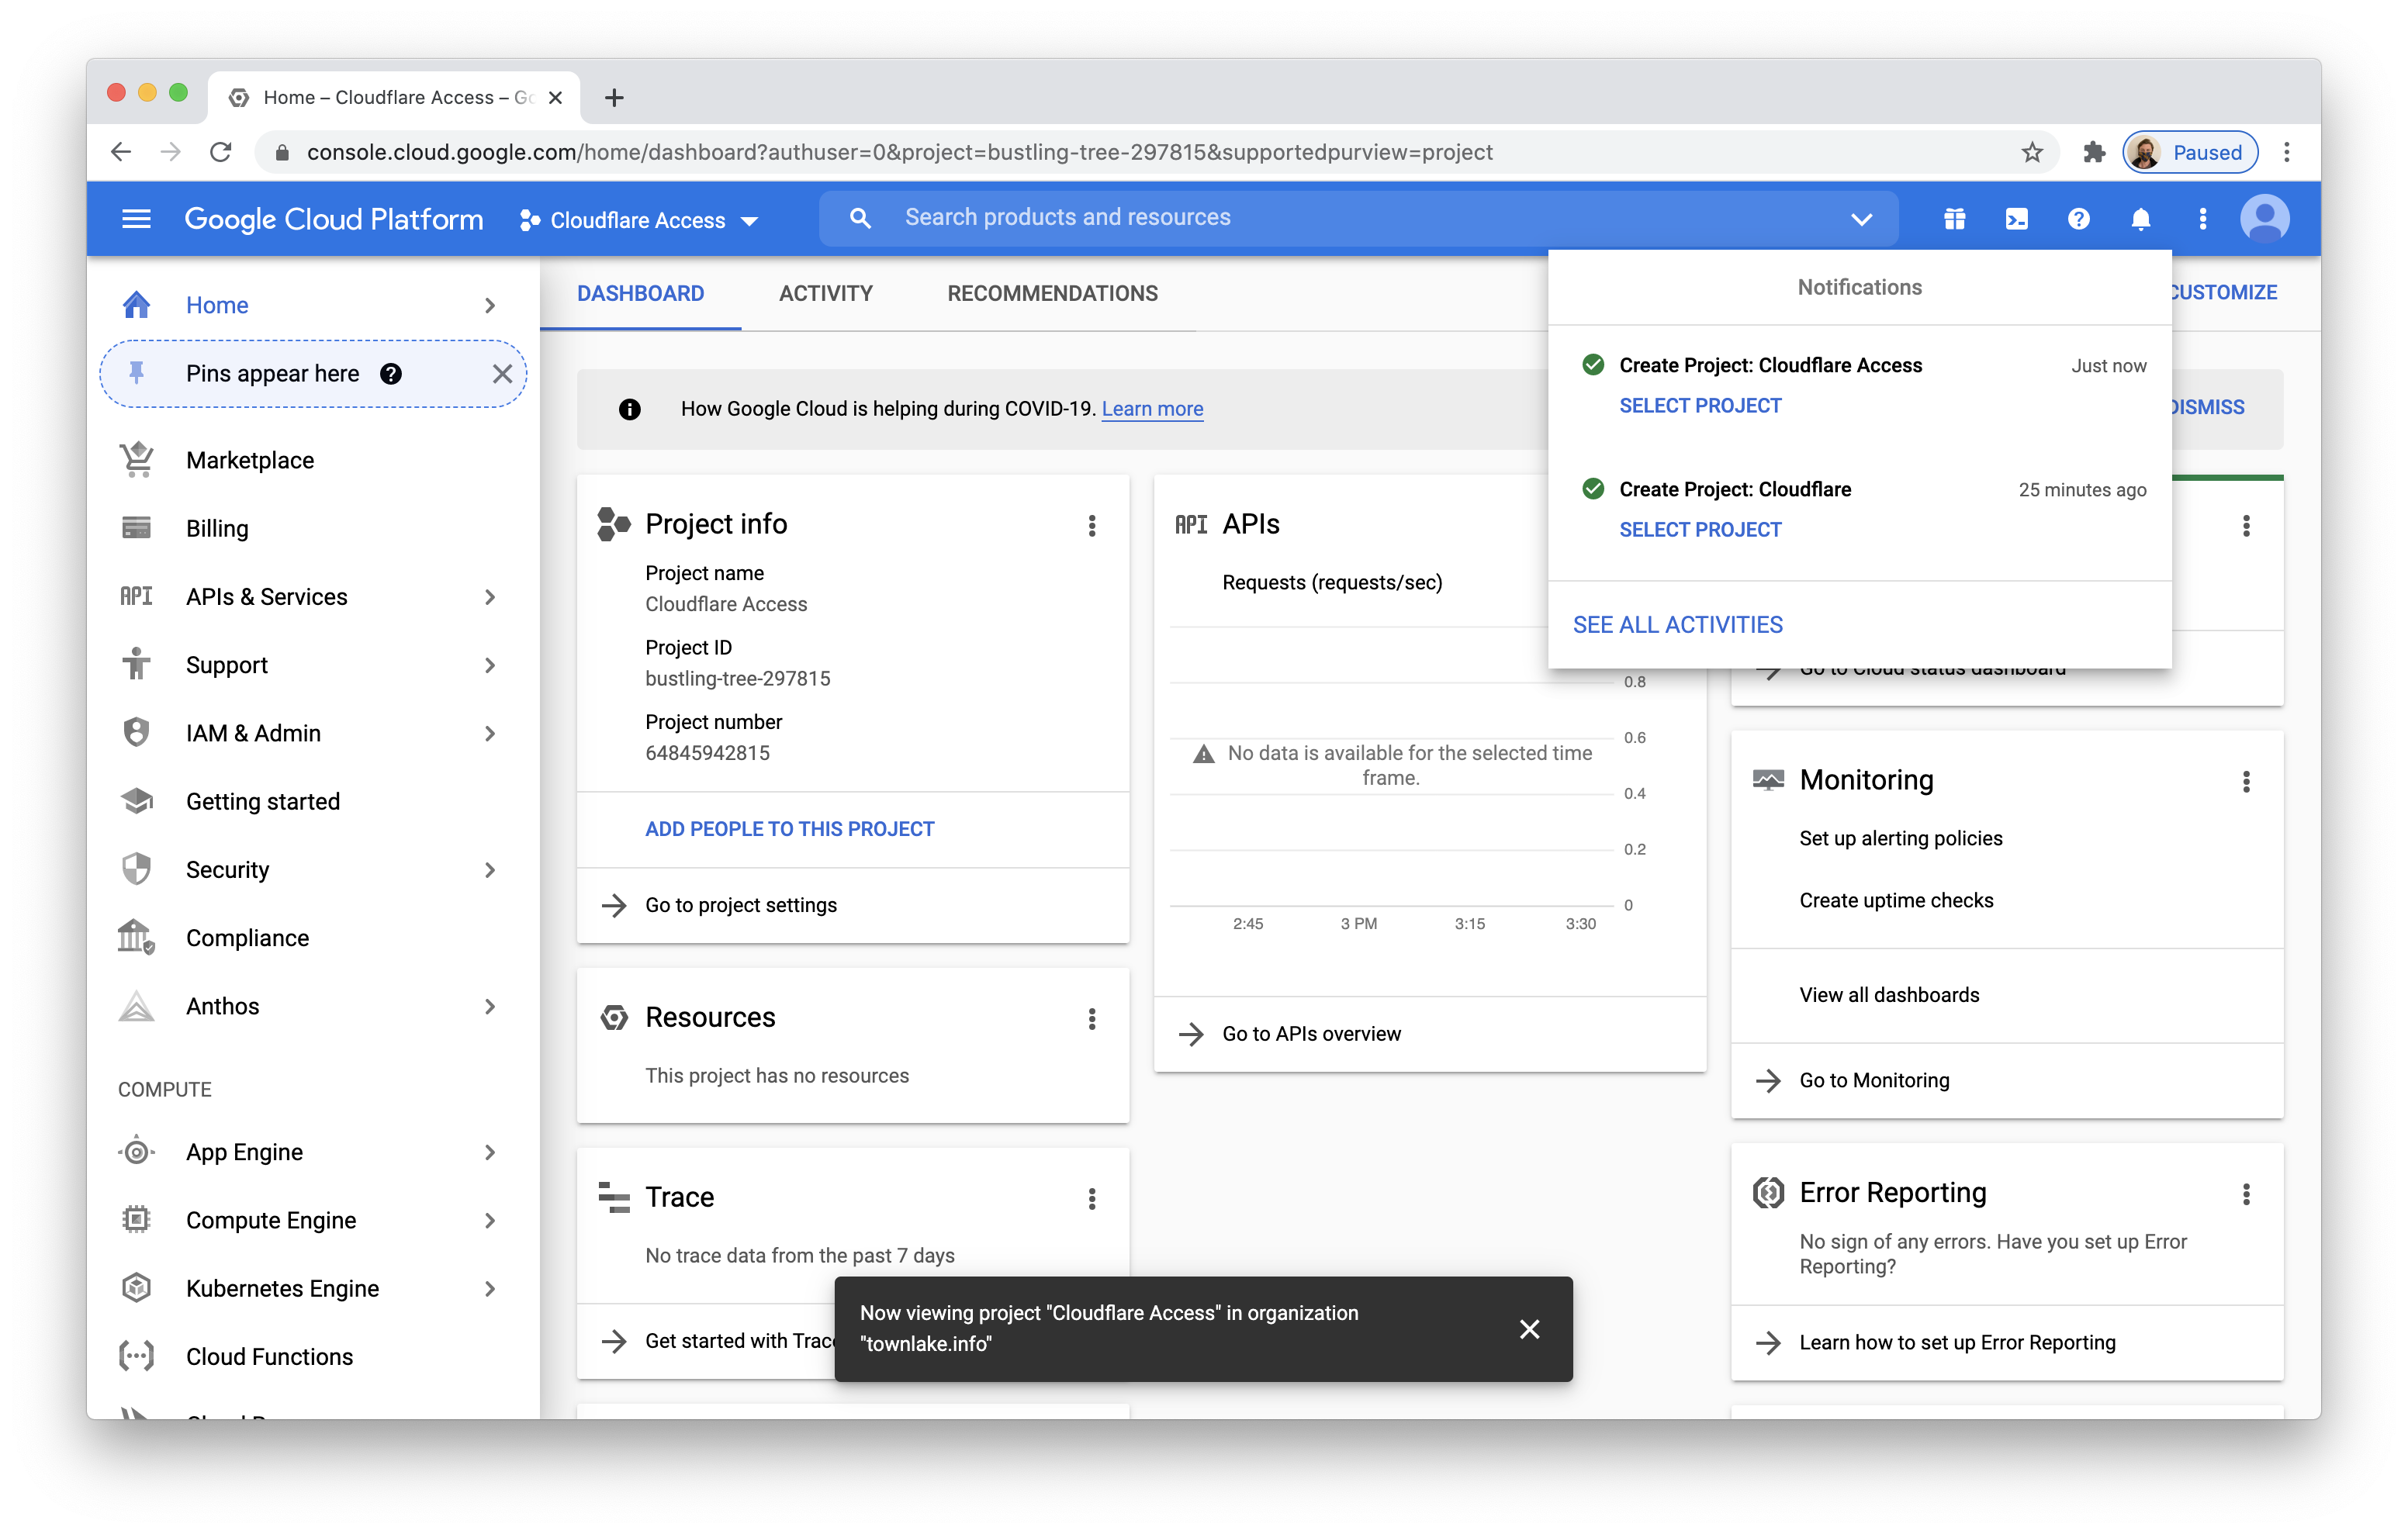 Home – Cloudflare Access – Go
console.cloud.google.com/home/dashboard?authuser=0&project=bustling-tree-297815&supportedpurview=project
Paused
Google Cloud Platform
Cloudflare Access
Search products and resources
Home
Pins appear here
Marketplace
Billing
API
APIs & Services
Support
IAM & Admin
Getting started
Security
Compliance
Anthos
COMPUTE
App Engine
Compute Engine
Kubernetes Engine
Cloud Functions
DASHBOARD
ACTIVITY
RECOMMENDATIONS
CUSTOMIZE
How Google Cloud is helping during COVID-19. Learn more
DISMISS
Notifications
Create Project: Cloudflare Access
Just now
SELECT PROJECT
Create Project: Cloudflare
25 minutes ago
SELECT PROJECT
SEE ALL ACTIVITIES
Project info
Project name
Cloudflare Access
Project ID
bustling-tree-297815
Project number
64845942815
ADD PEOPLE TO THIS PROJECT
Go to project settings
Resources
This project has no resources
Trace
No trace data from the past 7 days
Get started with Trace
API APIs
Requests (requests/sec)
0.8
0.6
No data is available for the selected time
frame.
0.4
0.2
0
2:45
3 PM
3:15
3:30
Go to APIs overview
Go to Cloud status dashboard
Monitoring
Set up alerting policies
Create uptime checks
View all dashboards
Go to Monitoring
Error Reporting
No sign of any errors. Have you set up Error
Reporting?
Learn how to set up Error Reporting
Now viewing project "Cloudflare Access" in organization
"townlake.info"